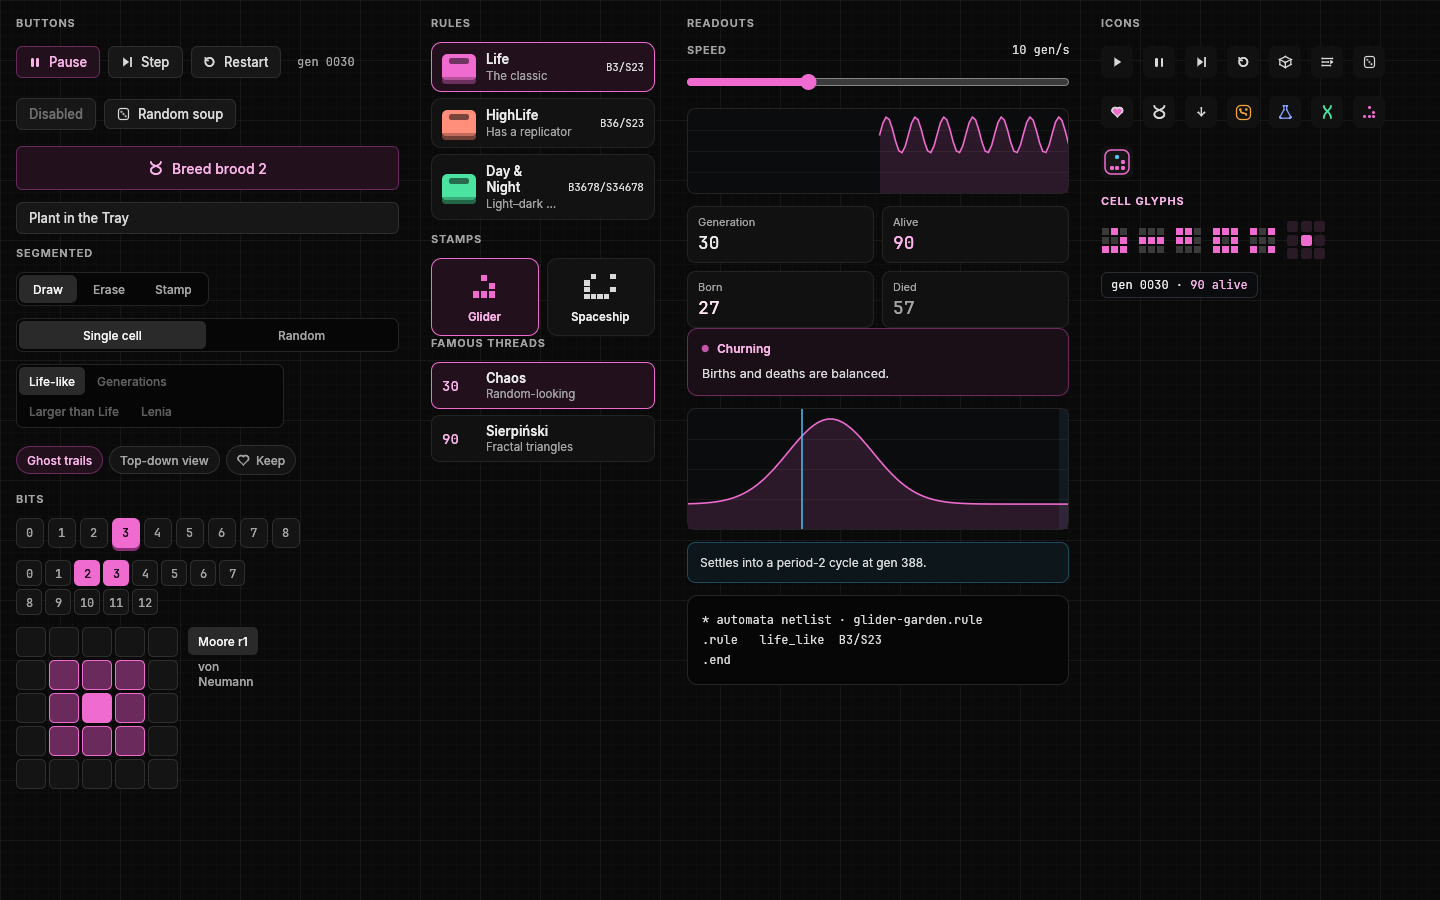 BUTTONS
Pause
Step
Restart
gen 0030
Disabled
Random soup
Breed brood 2
Plant in the Tray
SEGMENTED
Draw
Erase
Stamp
Single cell
Random
Life-like
Generations
Larger than Life
Lenia
Ghost trails
Top-down view
Keep
BITS
0 1 2 3 4 5 6 7 8
0 1 2 3 4 5 6 7
8 9 10 11 12
Moore r1
von
Neumann
RULES
Life
The classic
B3/S23
HighLife
Has a replicator
B36/S23
Day &
Night
Light–dark ...
B3678/S34678
STAMPS
Glider
Spaceship
FAMOUS THREADS
30
Chaos
Random-looking
90
Sierpiński
Fractal triangles
READOUTS
SPEED
10 gen/s
Generation
30
Alive
90
Born
27
Died
57
Churning
Births and deaths are balanced.
Settles into a period-2 cycle at gen 388.
* automata netlist · glider-garden.rule
.rule life_like B3/S23
.end
ICONS
CELL GLYPHS
gen 0030 · 90 alive